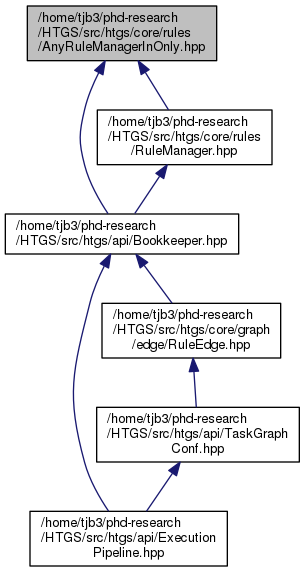 /home/tjb3/phd-research
/HTGS/src/htgs/core/rules
/AnyRuleManagerInOnly.hpp
/home/tjb3/phd-research
/HTGS/src/htgs/core/rules
/RuleManager.hpp
/home/tjb3/phd-research
/HTGS/src/htgs/api/Bookkeeper.hpp
/home/tjb3/phd-research
/HTGS/src/htgs/core/graph
/edge/RuleEdge.hpp
/home/tjb3/phd-research
/HTGS/src/htgs/api/TaskGraph
Conf.hpp
/home/tjb3/phd-research
/HTGS/src/htgs/api/Execution
Pipeline.hpp